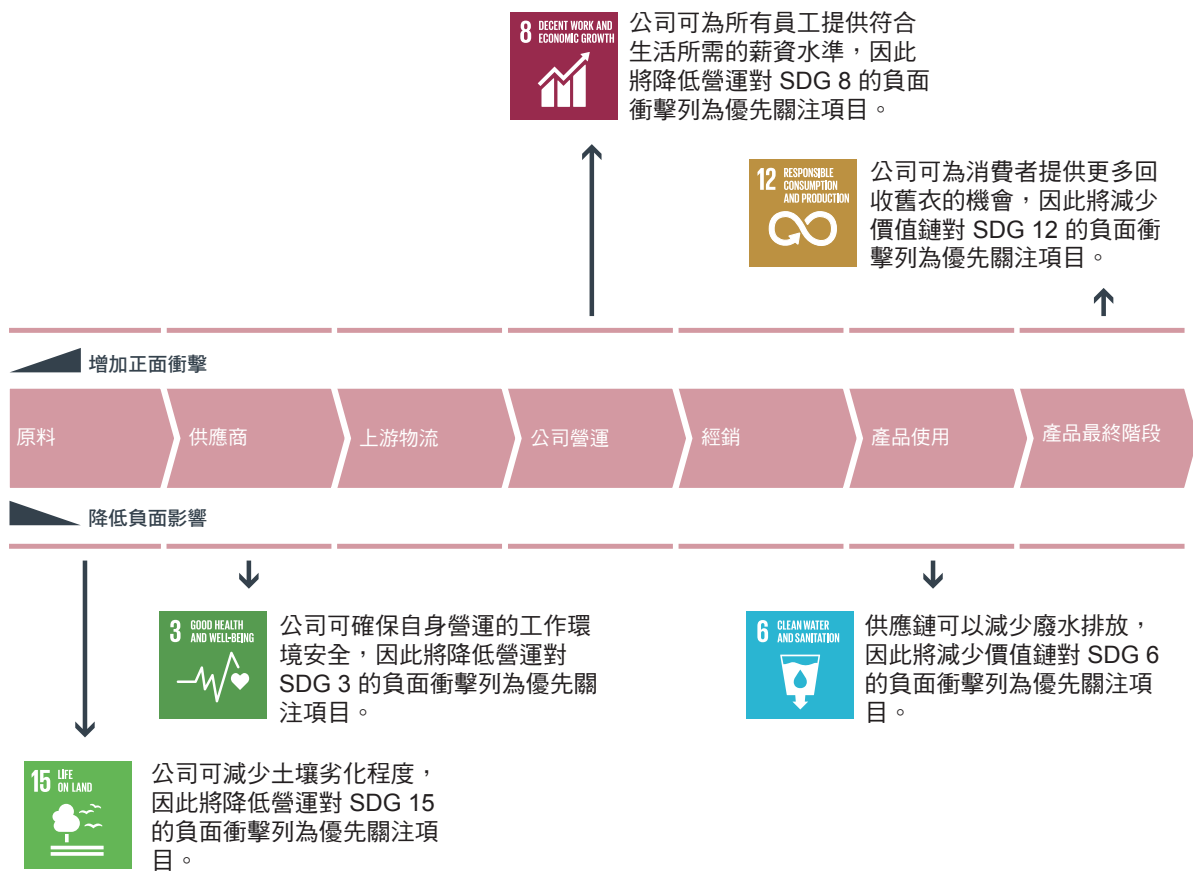 8 DECENT WORK AND
ECONOMIC GROWTH
公司可為所有員工提供符合
生活所需的薪資水準，因此
將降低營運對 SDG 8 的負面
衝擊列為優先關注項目。
12 RESPONSIBLE
CONSUMPTION
AND PRODUCTION
公司可為消費者提供更多回
收舊衣的機會，因此將減少
價值鏈對 SDG 12 的負面衝
擊列為優先關注項目。
增加正面衝擊
原料
供應商
上游物流
公司營運
經銷
產品使用
產品最終階段
降低負面影響
3 GOOD HEALTH
AND WELL-BEING
公司可確保自身營運的工作環
境安全，因此將降低營運對
SDG 3 的負面衝擊列為優先關
注項目。
6 CLEAN WATER
AND SANITATION
供應鏈可以減少廢水排放，
因此將減少價值鏈對 SDG 6
的負面衝擊列為優先關注項
目。
15 LIFE
ON LAND
公司可減少土壤劣化程度，
因此將降低營運對 SDG 15
的負面衝擊列為優先關注項
目。